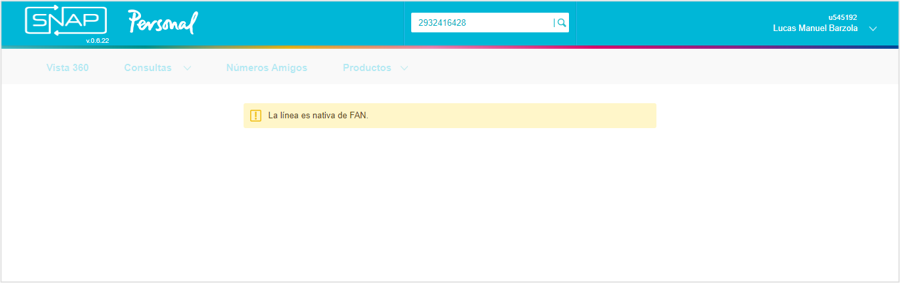 SNAP
v.0.6.22
Personal
2932416428
u545192
Lucas Manuel Barzola
Vista 360 Consultas Números Amigos Productos
La línea es nativa de FAN.